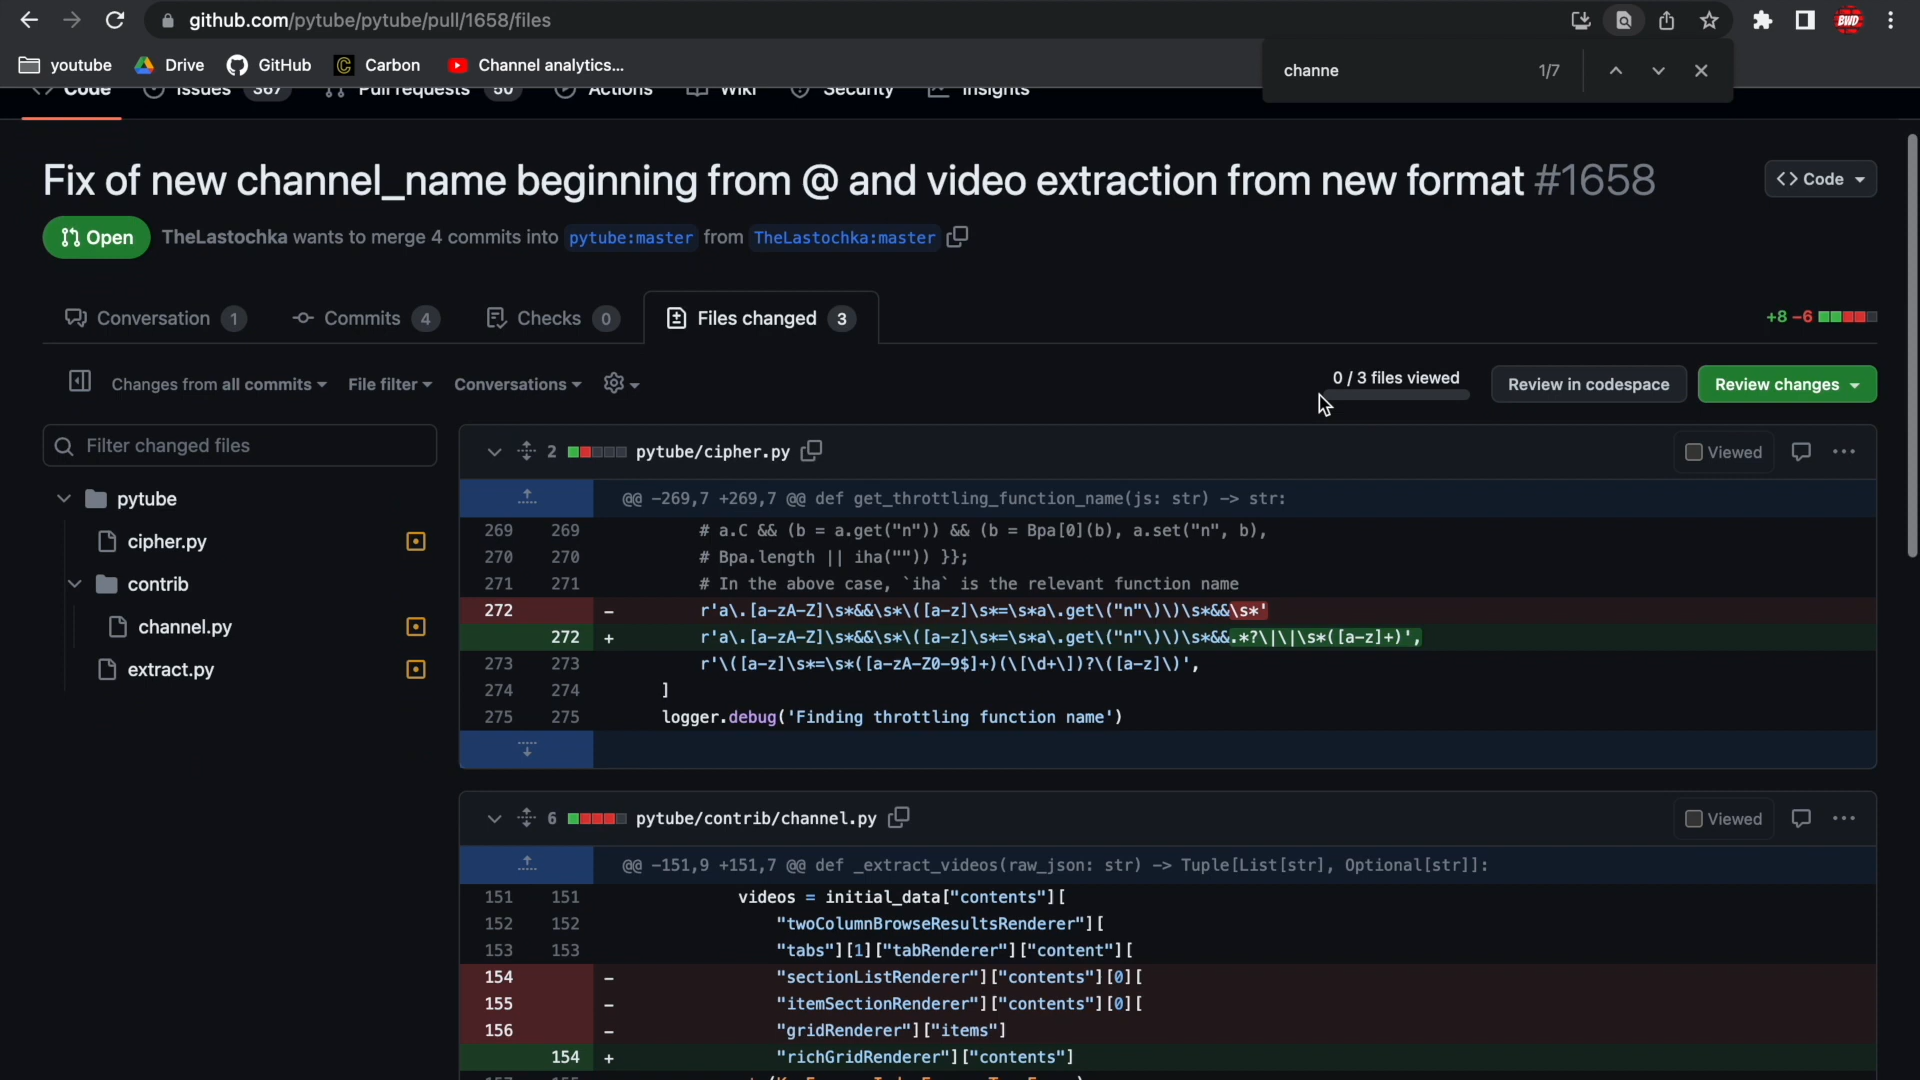 github.com/pytube/pytube/pull/1658/files
BWD
youtube Drive GitHub Carbon Channel analytics...
channe 1/7
Code Issues 367 Pull requests 50 Actions Wiki Security Insights
Fix of new channel_name beginning from @ and video extraction from new format #1658
<> Code
Open TheLastochka wants to merge 4 commits into pytube:master from TheLastochka:master
Conversation 1 Commits 4 Checks 0 Files changed 3
+8 −6
Changes from all commits File filter Conversations
0 / 3 files viewed Review in codespace Review changes
Filter changed files
pytube
cipher.py
contrib
channel.py
extract.py
2 pytube/cipher.py Viewed
@@ -269,7 +269,7 @@ def get_throttling_function_name(js: str) -> str:
269 269 # a.C && (b = a.get("n")) && (b = Bpa[0](b), a.set("n", b),
270 270 # Bpa.length || iha("")) }};
271 271 # In the above case, `iha` is the relevant function name
272 - r'a\.[a-zA-Z]\s*&&\s*\([a-z]\s*=\s*a\.get\("n"\)\)\s*&&\s*'
272 + r'a\.[a-zA-Z]\s*&&\s*\([a-z]\s*=\s*a\.get\("n"\)\)\s*&&.*?\|\|\s*([a-z]+)',
273 273 r'\([a-z]\s*=\s*([a-zA-Z0-9$]+)(\[\d+\])?\([a-z]\)',
274 274 ]
275 275 logger.debug('Finding throttling function name')
6 pytube/contrib/channel.py Viewed
@@ -151,9 +151,7 @@ def _extract_videos(raw_json: str) -> Tuple[List[str], Optional[str]]:
151 151 videos = initial_data["contents"][
152 152 "twoColumnBrowseResultsRenderer"][
153 153 "tabs"][1]["tabRenderer"]["content"][
154 - "sectionListRenderer"]["contents"][0][
155 - "itemSectionRenderer"]["contents"][0][
156 - "gridRenderer"]["items"]
154 + "richGridRenderer"]["contents"]